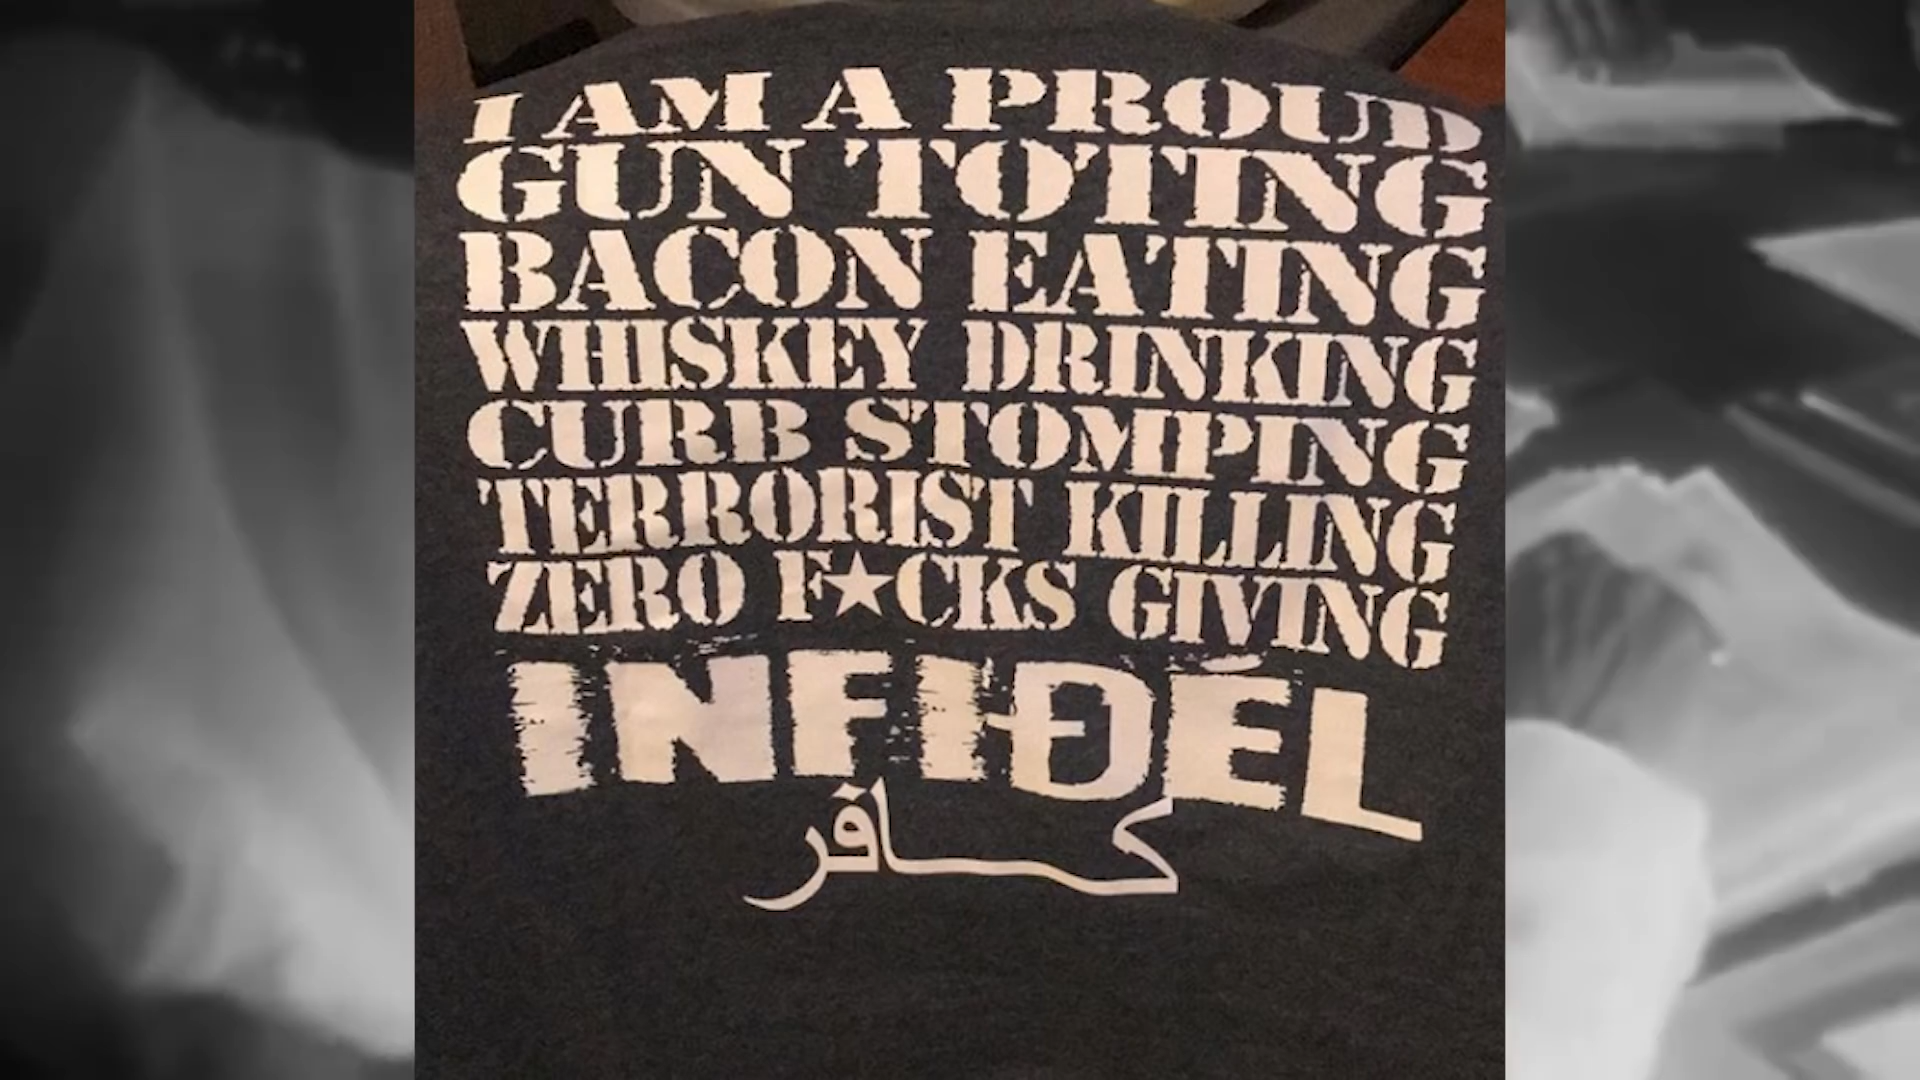 I AM A PROUD
GUN TOTING
BACON EATING
WHISKEY DRINKING
CURB STOMPING
TERRORIST KILLING
ZERO F★CKS GIVING
INFIDEL
كافر